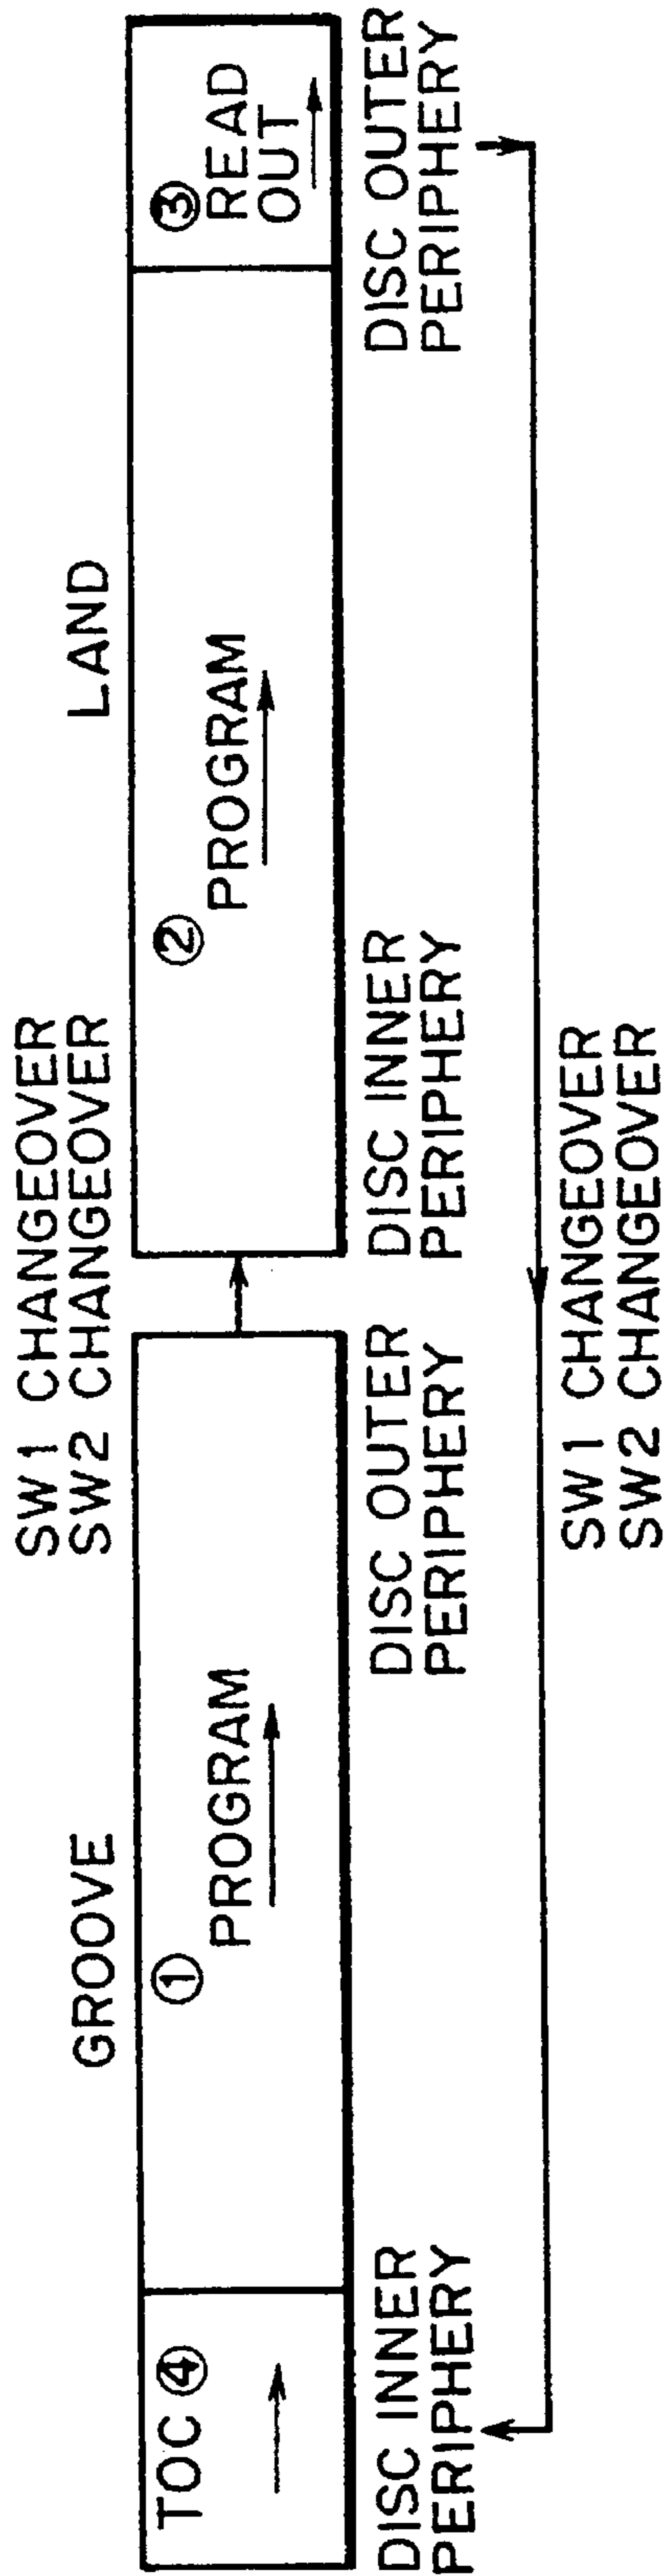 SW1 CHANGEOVER
SW2 CHANGEOVER
GROOVE
LAND
TOC ④
①
PROGRAM
②
PROGRAM
③
READ
OUT
DISC INNER
PERIPHERY
DISC OUTER
PERIPHERY
DISC INNER
PERIPHERY
DISC OUTER
PERIPHERY
SW1 CHANGEOVER
SW2 CHANGEOVER